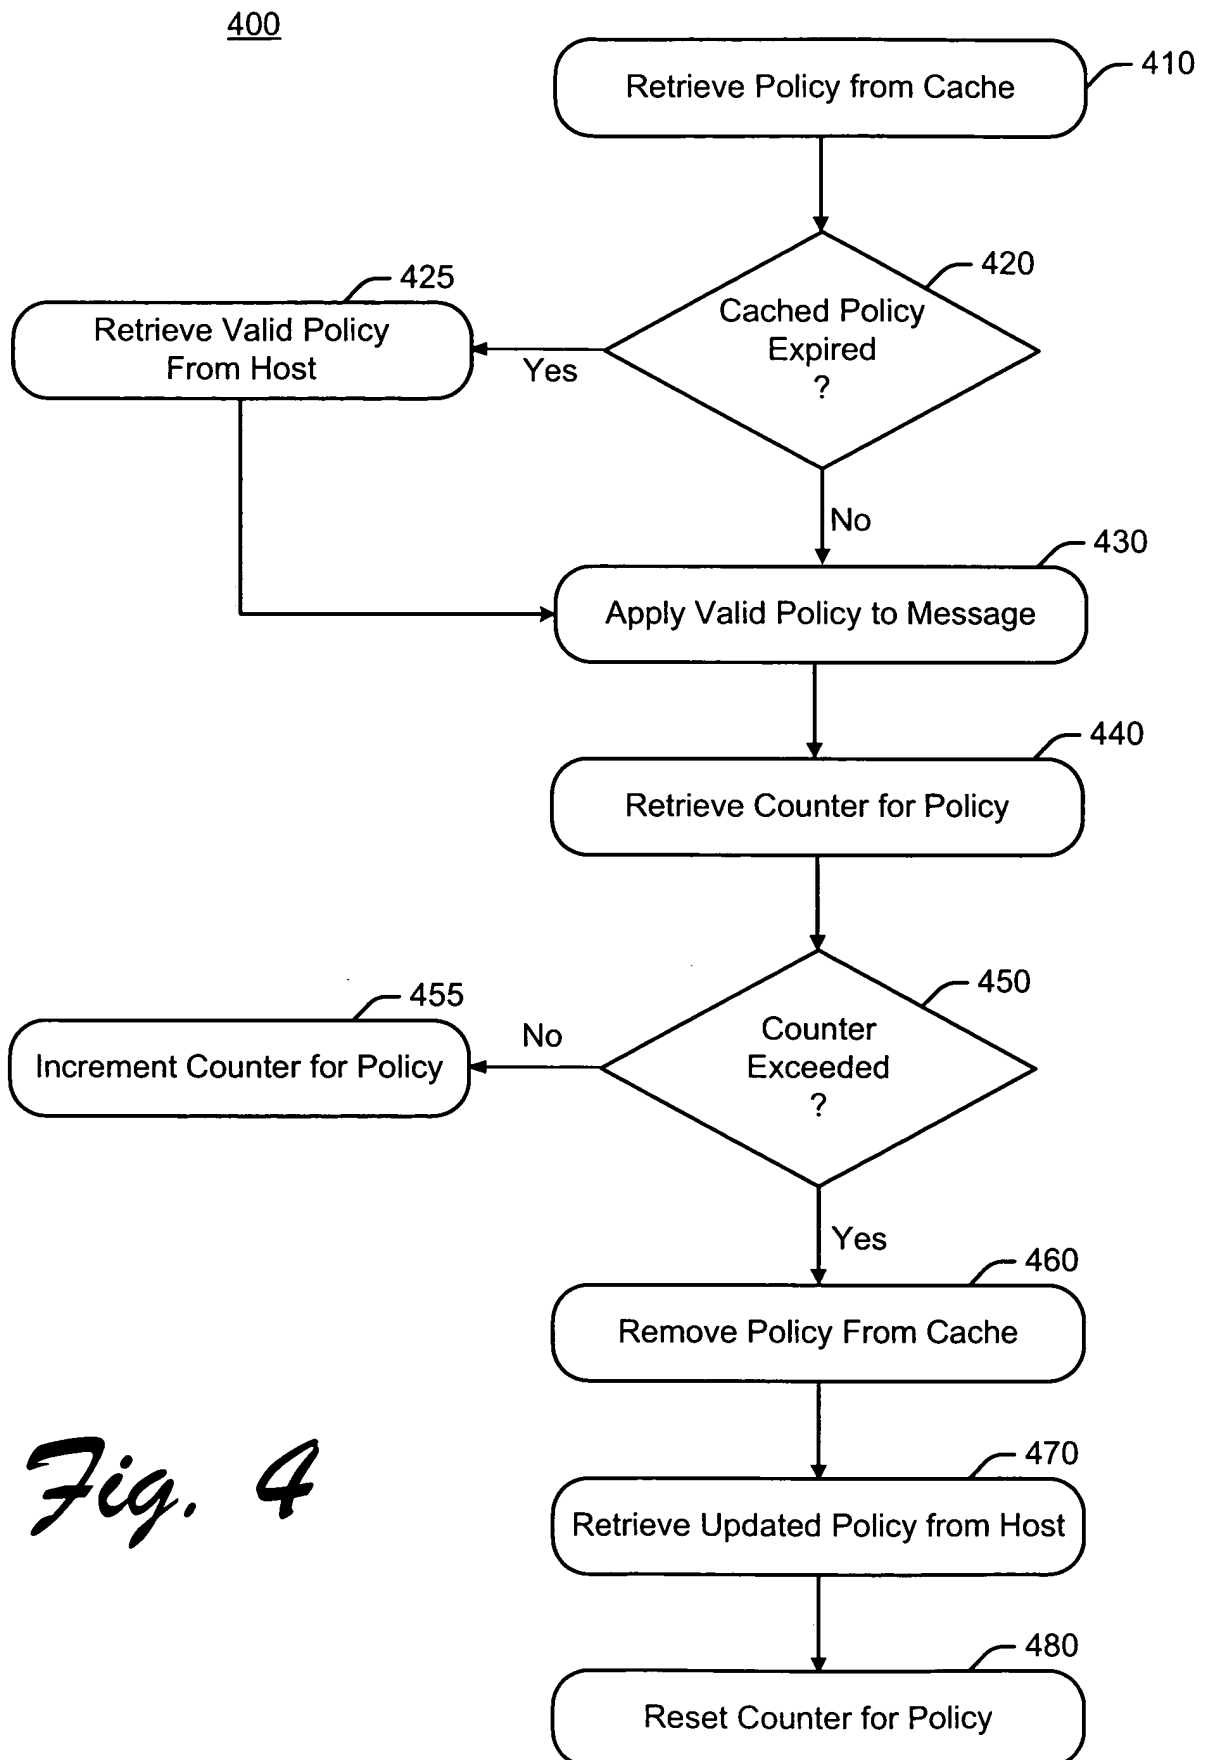 400
Retrieve Policy from Cache
410
420
Cached Policy
Expired
?
425
Retrieve Valid Policy
From Host
Yes
No
430
Apply Valid Policy to Message
440
Retrieve Counter for Policy
450
Counter
Exceeded
?
455
No
Increment Counter for Policy
Yes
460
Remove Policy From Cache
470
Retrieve Updated Policy from Host
480
Reset Counter for Policy
Fig. 4